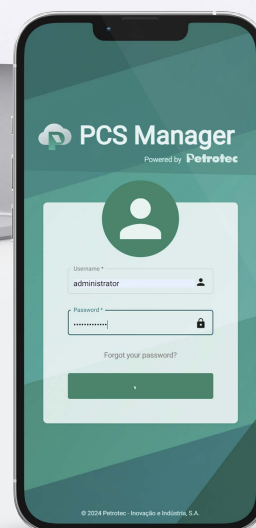 PCS Manager
Powered by Petrotec
Username *
administrator
Password *
•••••••••••••
Forgot your password?
© 2024 Petrotec - Inovação e Indústria, S.A.